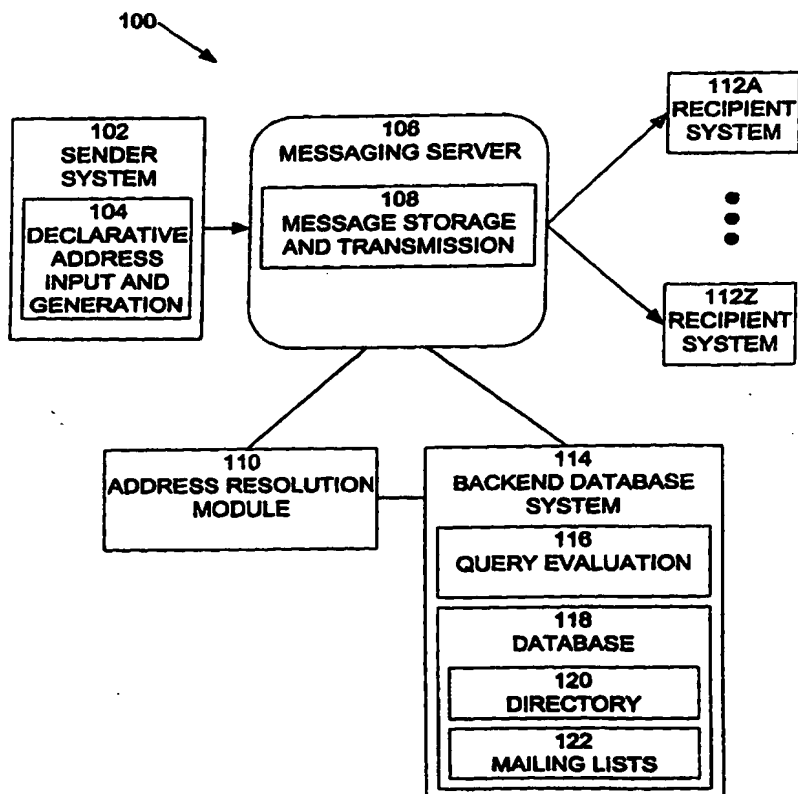 100
102
SENDER
SYSTEM
104
DECLARATIVE
ADDRESS
INPUT AND
GENERATION
106
MESSAGING SERVER
108
MESSAGE STORAGE
AND TRANSMISSION
112A
RECIPIENT
SYSTEM
112Z
RECIPIENT
SYSTEM
110
ADDRESS RESOLUTION
MODULE
114
BACKEND DATABASE
SYSTEM
116
QUERY EVALUATION
118
DATABASE
120
DIRECTORY
122
MAILING LISTS